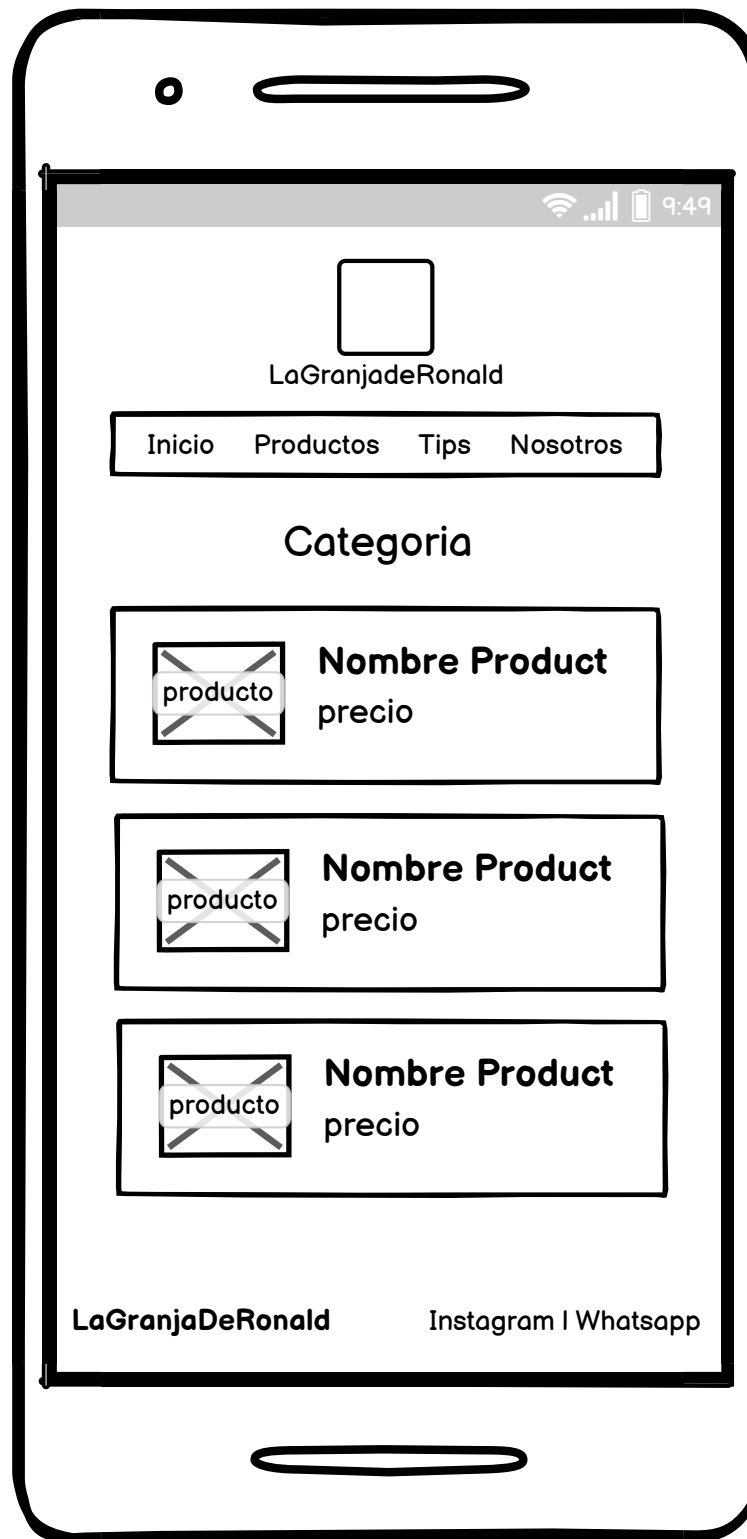 9:49
LaGranjadeRonald
Inicio Productos Tips Nosotros
Categoria
Nombre Product
producto
precio
Nombre Product
producto
precio
Nombre Product
producto
precio
LaGranjaDeRonald Instagram | Whatsapp